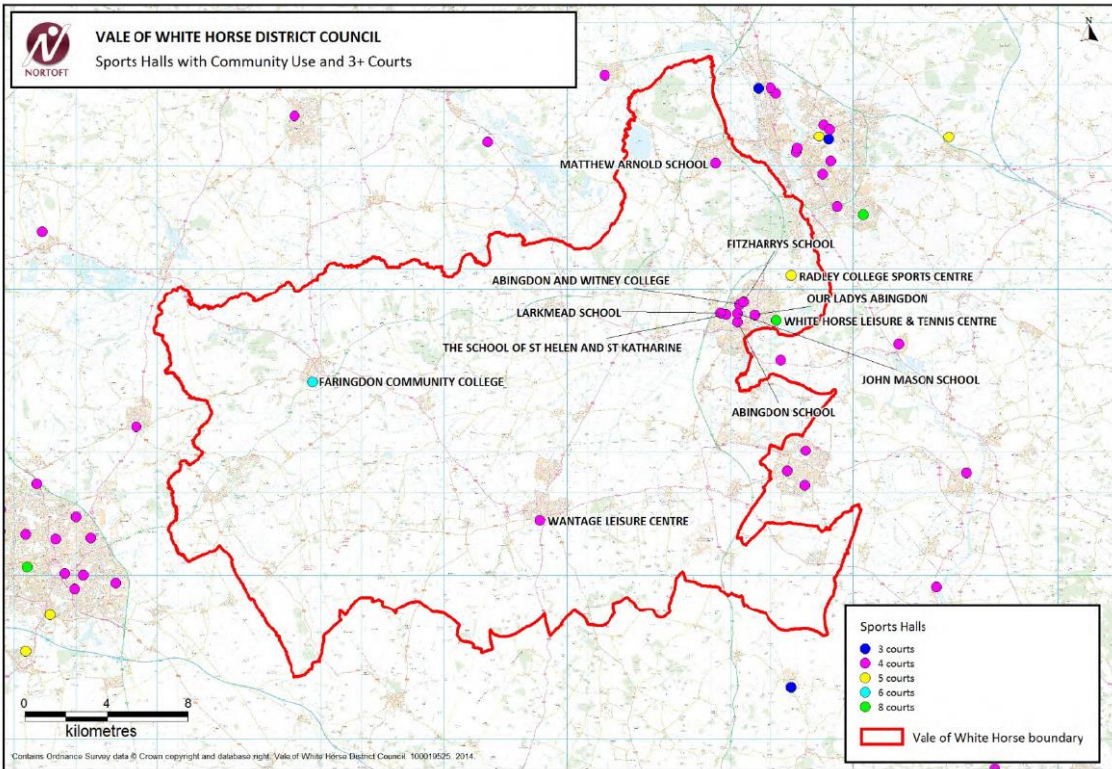 NORTOFT
VALE OF WHITE HORSE DISTRICT COUNCIL
Sports Halls with Community Use and 3+ Courts
N
MATTHEW ARNOLD SCHOOL
FITZHARRYS SCHOOL
ABINGDON AND WITNEY COLLEGE
RADLEY COLLEGE SPORTS CENTRE
OUR LADYS ABINGDON
LARKMEAD SCHOOL
WHITE HORSE LEISURE & TENNIS CENTRE
THE SCHOOL OF ST HELEN AND ST KATHARINE
FARINGDON COMMUNITY COLLEGE
JOHN MASON SCHOOL
ABINGDON SCHOOL
WANTAGE LEISURE CENTRE
Sports Halls
3 courts
4 courts
5 courts
6 courts
8 courts
Vale of White Horse boundary
0 4 8
kilometres
Contains Ordnance Survey data © Crown copyright and database right. Vale of White Horse District Council. 100019525. 2014.